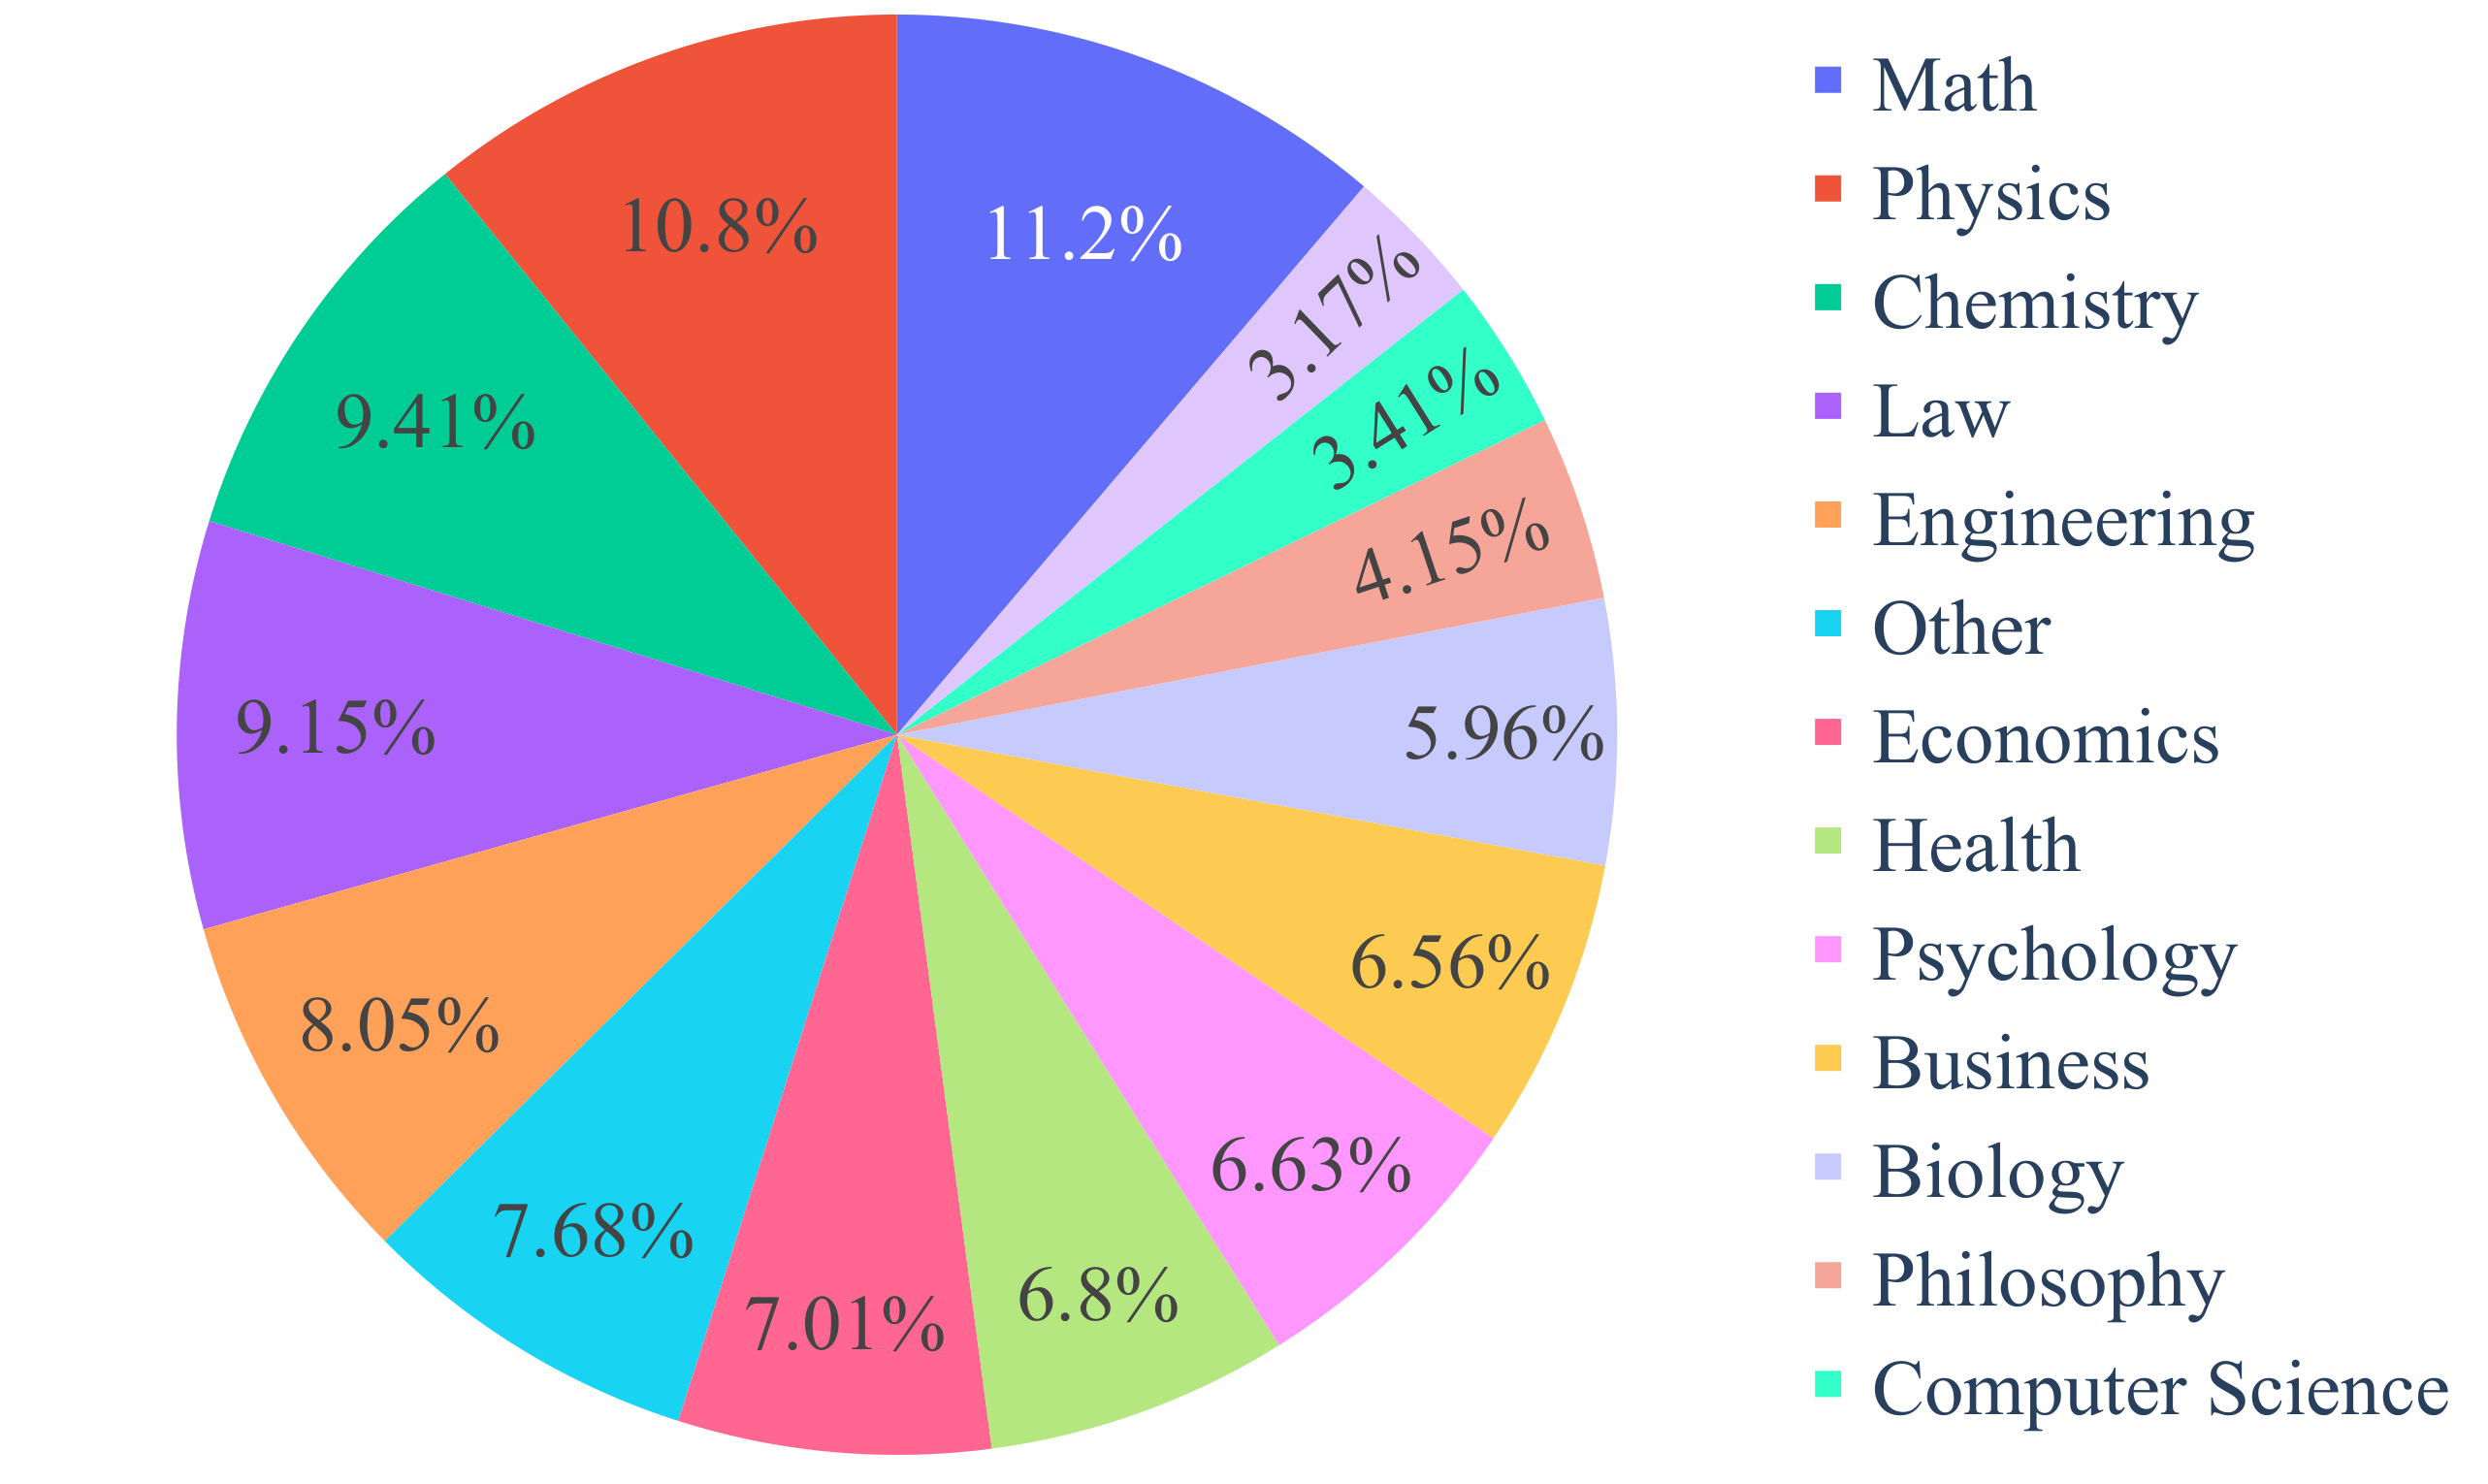 11.2%
3.17%
3.41%
4.15%
5.96%
6.56%
6.63%
6.8%
7.01%
7.68%
8.05%
9.15%
9.41%
10.8%
Math
Physics
Chemistry
Law
Engineering
Other
Economics
Health
Psychology
Business
Biology
Philosophy
Computer Science